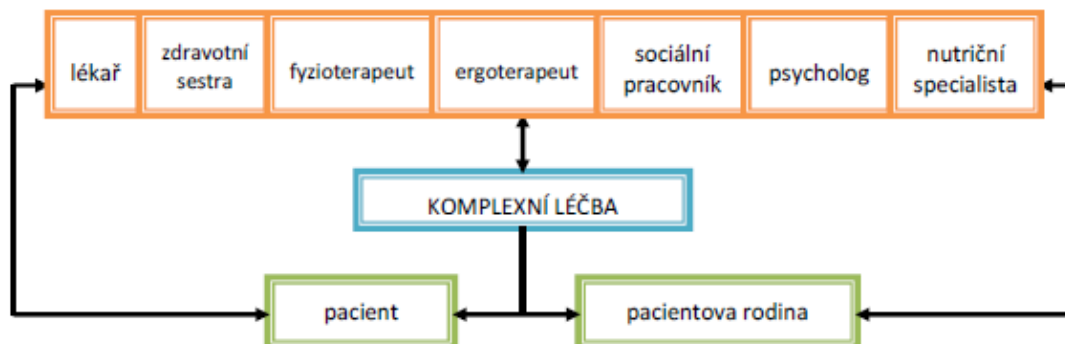 lékař
zdravotní
sestra
fyzioterapeut
ergoterapeut
sociální
pracovník
psycholog
nutriční
specialista
KOMPLEXNÍ LÉČBA
pacient
pacientova rodina